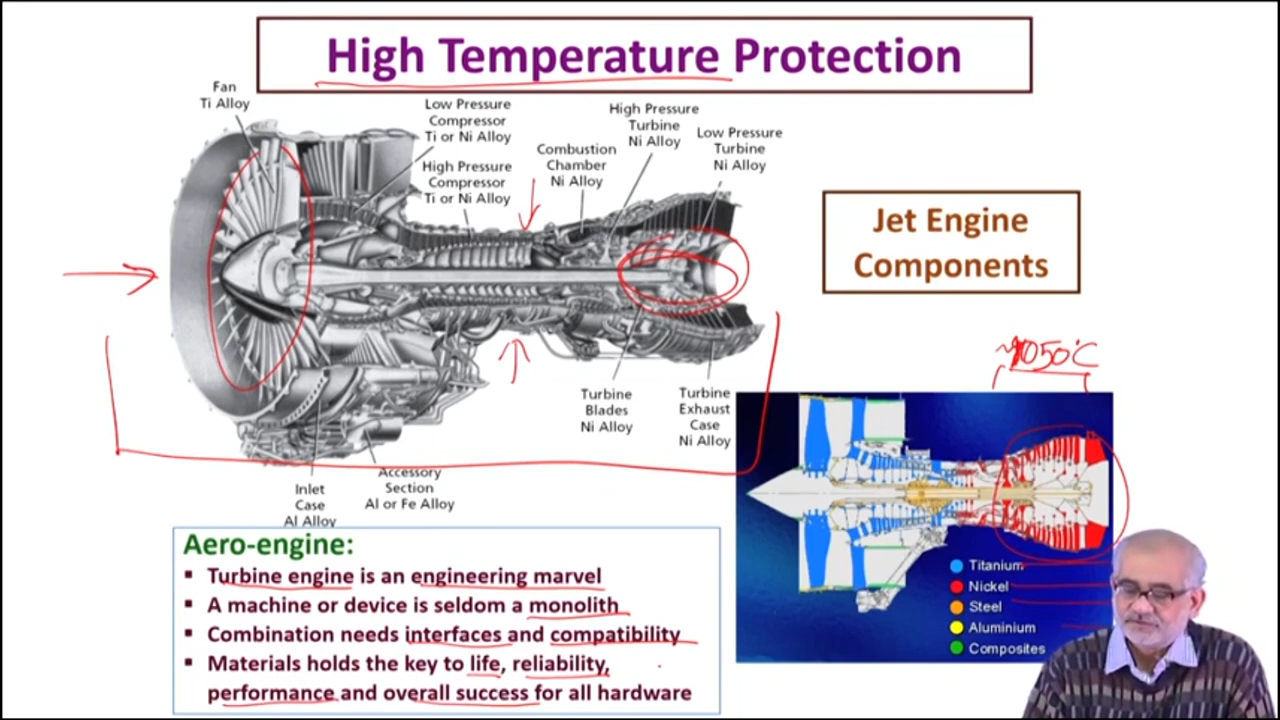 High Temperature Protection
Fan
Ti Alloy
Low Pressure
Compressor
Ti or Ni Alloy
High Pressure
Compressor
Ti or Ni Alloy
Combustion
Chamber
Ni Alloy
High Pressure
Turbine
Ni Alloy
Low Pressure
Turbine
Ni Alloy
Jet Engine
Components
~1050°C
Turbine
Blades
Ni Alloy
Turbine
Exhaust
Case
Ni Alloy
Inlet
Case
Al Alloy
Accessory
Section
Al or Fe Alloy
Aero-engine:
▪ Turbine engine is an engineering marvel
▪ A machine or device is seldom a monolith
▪ Combination needs interfaces and compatibility
▪ Materials holds the key to life, reliability,
performance and overall success for all hardware
Titanium
Nickel
Steel
Aluminium
Composites